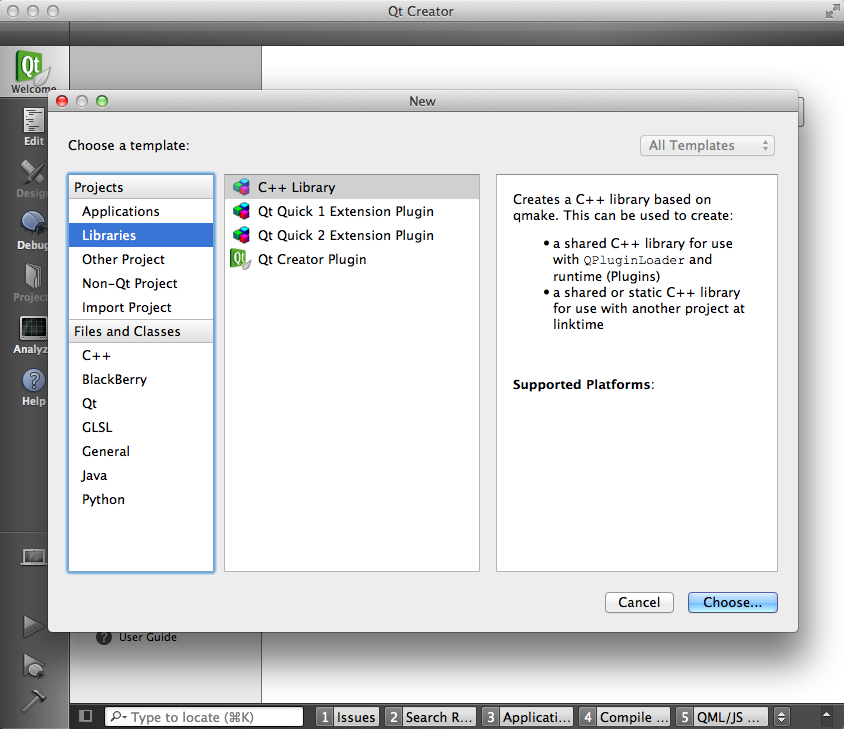 Qt Creator
Qt
Welcome
New
Edit
Design
Debug
Project
Analyz
Help
Choose a template:
All Templates
Projects
Applications
Libraries
Other Project
Non-Qt Project
Import Project
Files and Classes
C++
BlackBerry
Qt
GLSL
General
Java
Python
C++ Library
Qt Quick 1 Extension Plugin
Qt Quick 2 Extension Plugin
Qt Creator Plugin
Creates a C++ library based on
qmake. This can be used to create:
• a shared C++ library for use
with QPluginLoader and
runtime (Plugins)
• a shared or static C++ library
for use with another project at
linktime
Supported Platforms:
Cancel
Choose...
? User Guide
Type to locate (⌘K)
1 Issues
2 Search R...
3 Applicati...
4 Compile ...
5 QML/JS ...